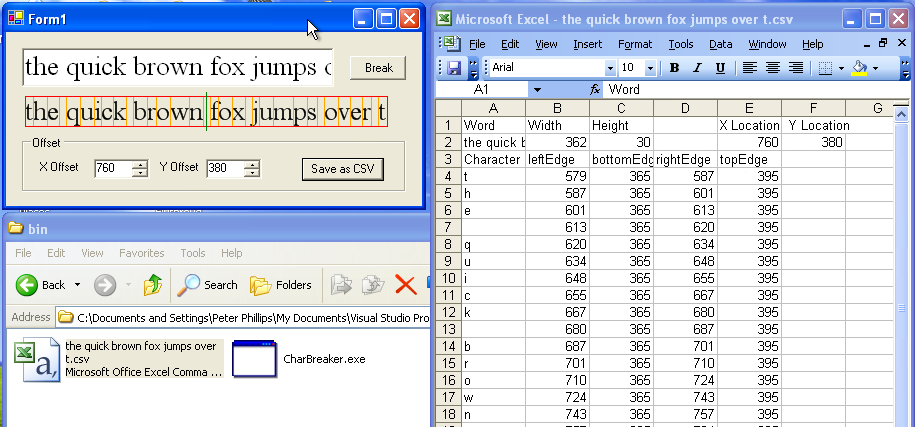 Form1
the quick brown fox jumps
Break
the quick brown fox jumps over t
Offset
X Offset 760 Y Offset 380 Save as CSV
bin
File Edit View Favorites Tools Help
Back Search Folders
Address C:\Documents and Settings\Peter Phillips\My Documents\Visual Studio Pro
the quick brown fox jumps over
t.csv
Microsoft Office Excel Comma ...
CharBreaker.exe
Microsoft Excel - the quick brown fox jumps over t.csv
File Edit View Insert Format Tools Data Window Help
Arial 10 B I U
A1 fx Word
A B C D E F G
1 Word Width Height X Location Y Location
2 the quick b 362 30 760 380
3 Character leftEdge bottomEdg rightEdge topEdge
4 t 579 365 587 395
5 h 587 365 601 395
6 e 601 365 613 395
7 613 365 620 395
8 q 620 365 634 395
9 u 634 365 648 395
10 i 648 365 655 395
11 c 655 365 667 395
12 k 667 365 680 395
13 680 365 687 395
14 b 687 365 701 395
15 r 701 365 710 395
16 o 710 365 724 395
17 w 724 365 743 395
18 n 743 365 757 395